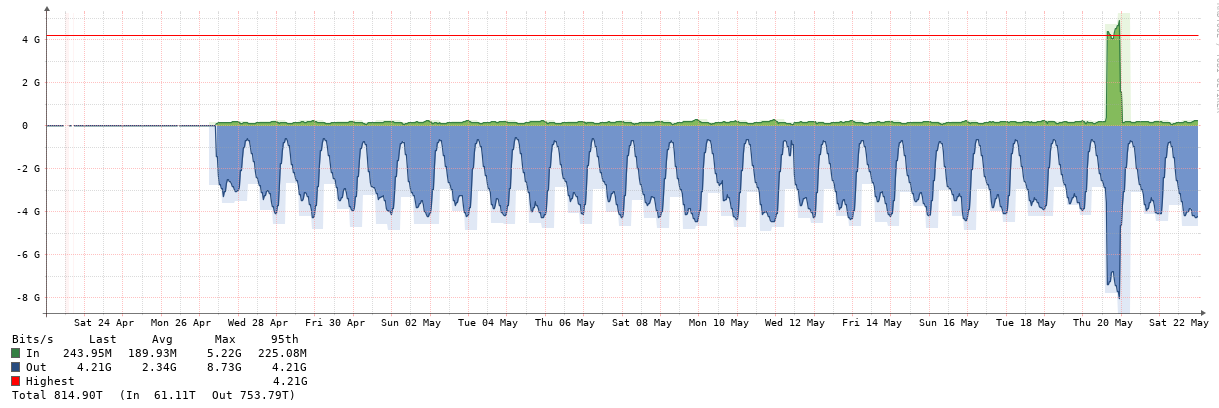 4 G
2 G
0
-2 G
-4 G
-6 G
-8 G
Sat 24 Apr Mon 26 Apr Wed 28 Apr Fri 30 Apr Sun 02 May Tue 04 May Thu 06 May Sat 08 May Mon 10 May Wed 12 May Fri 14 May Sun 16 May Tue 18 May Thu 20 May Sat 22 May
Bits/s Last Avg Max 95th
In 243.95M 189.93M 5.22G 225.08M
Out 4.21G 2.34G 8.73G 4.21G
Highest 4.21G
Total 814.90T (In 61.11T Out 753.79T)